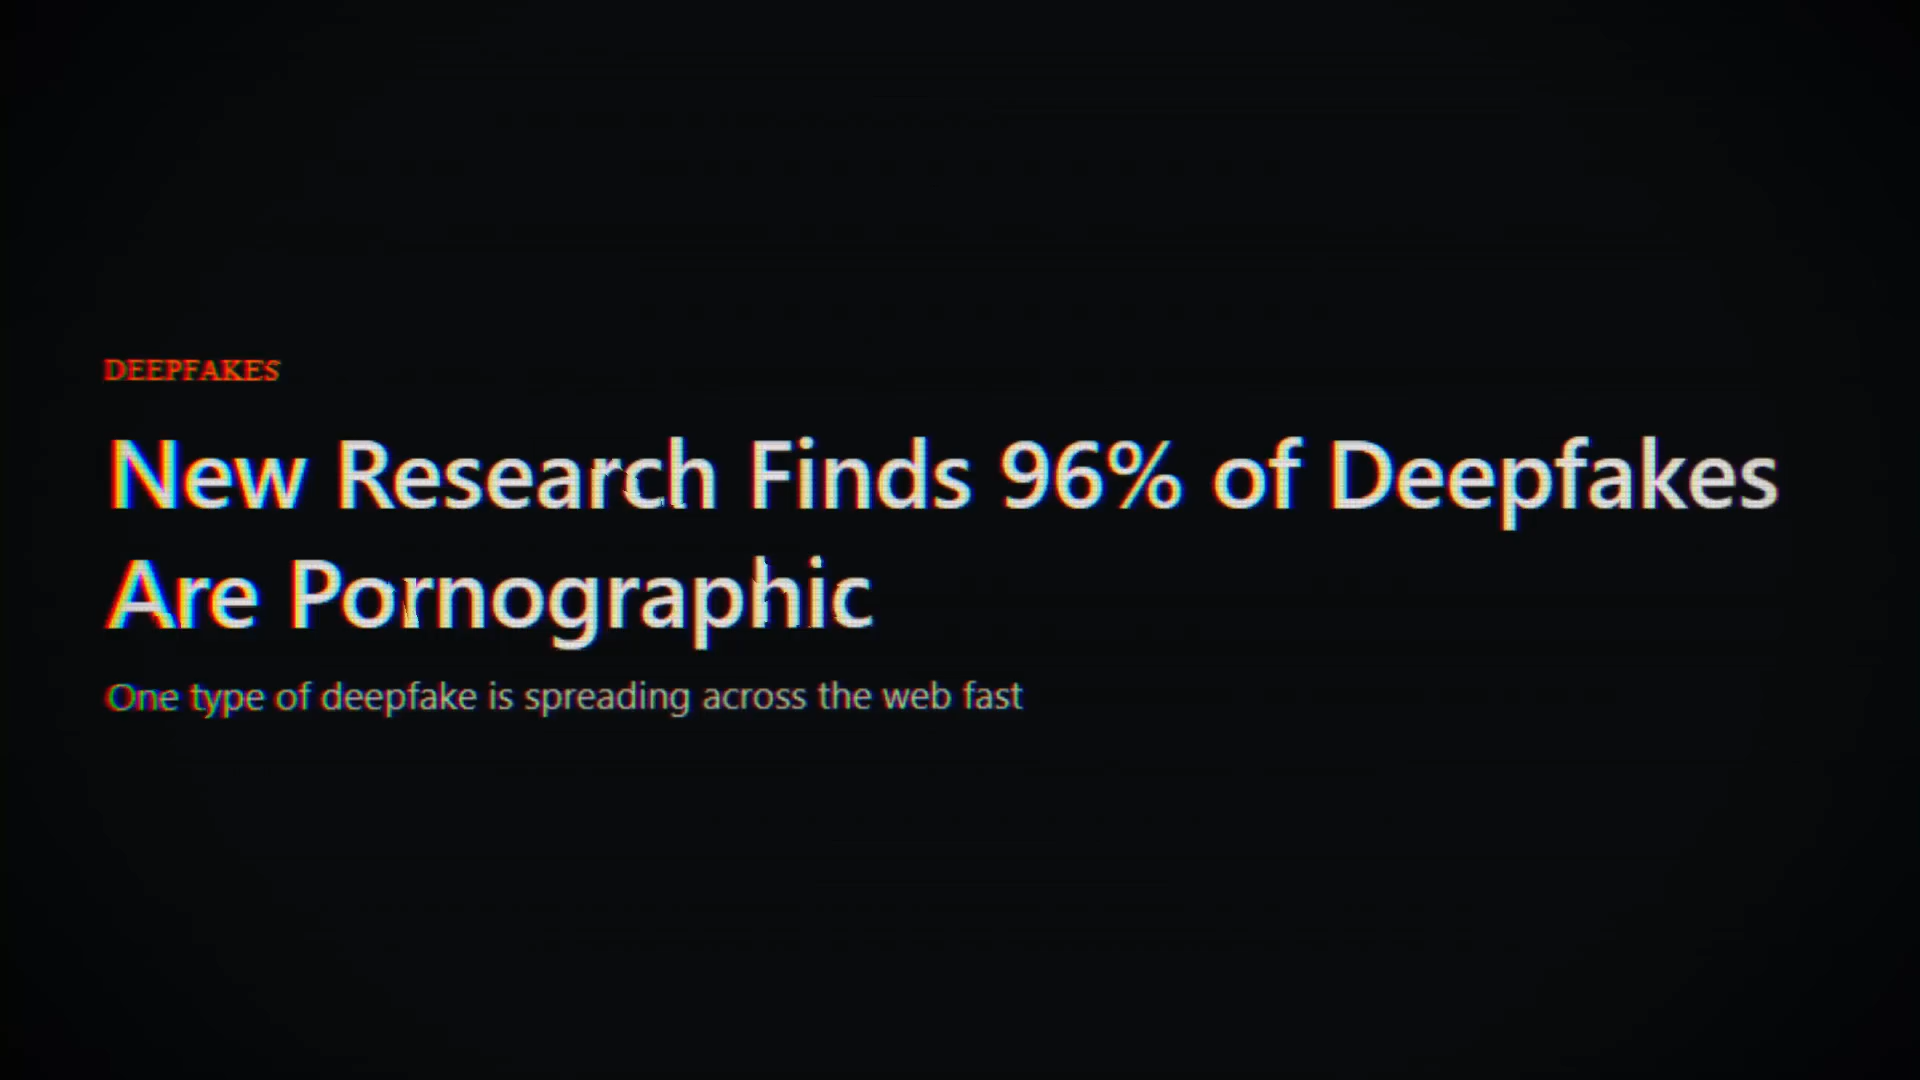 DEEPFAKES
New Research Finds 96% of Deepfakes
Are Pornographic
One type of deepfake is spreading across the web fast